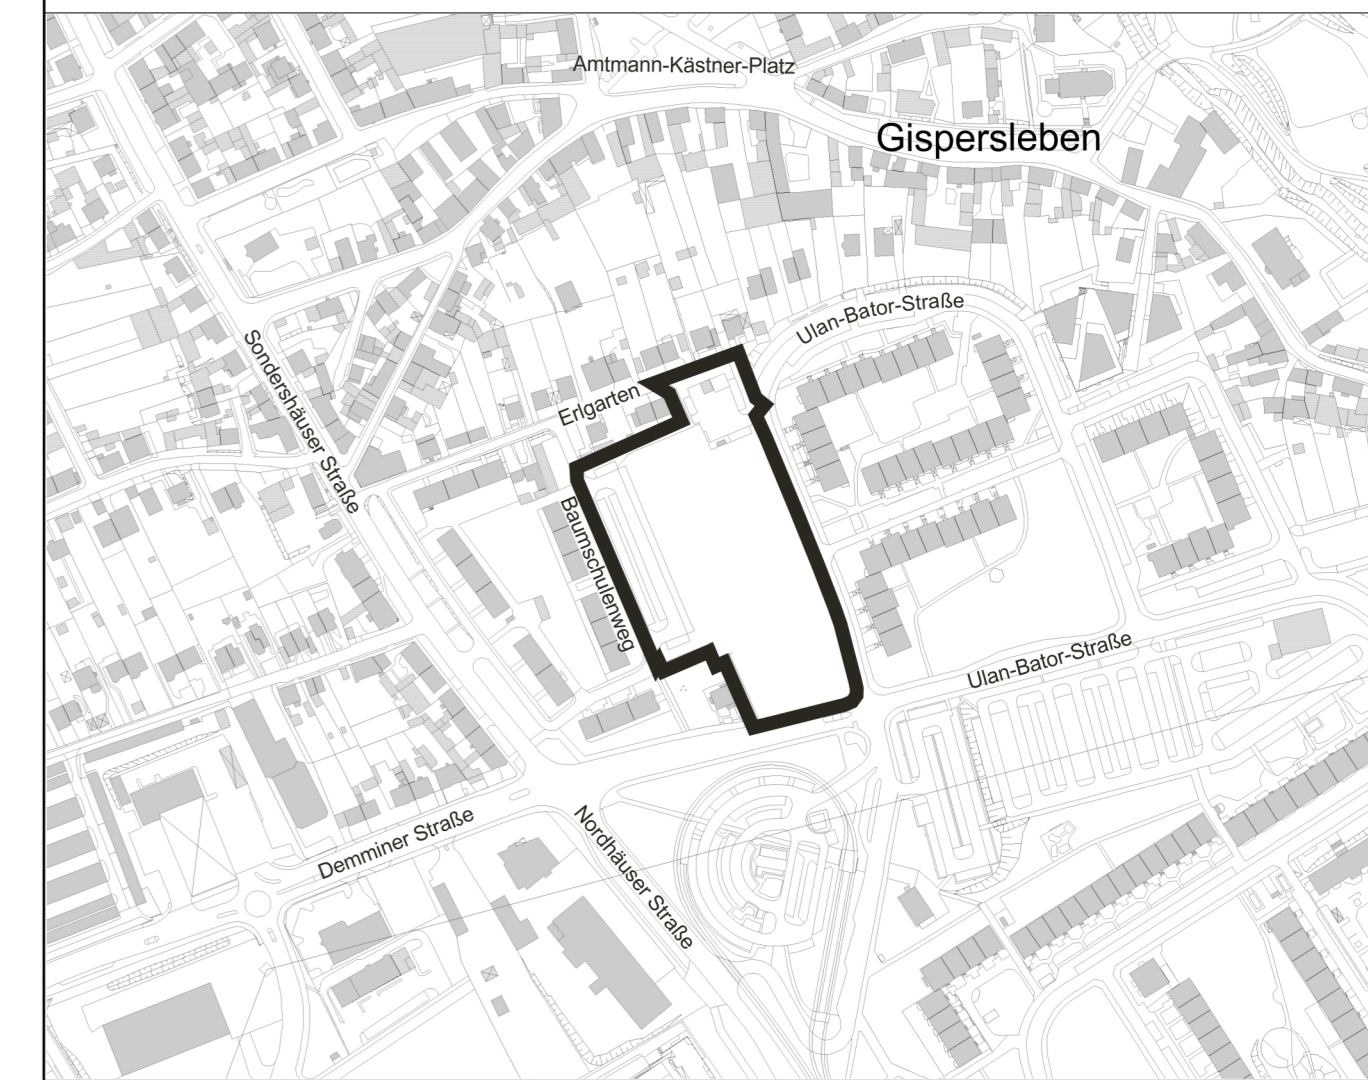 Amtmann-Kästner-Platz
Gispersleben
Ulan-Bator-Straße
Sondershäuser Straße
Erlgarten
Baumschulenweg
Ulan-Bator-Straße
Demminer Straße
Nordhäuser Straße